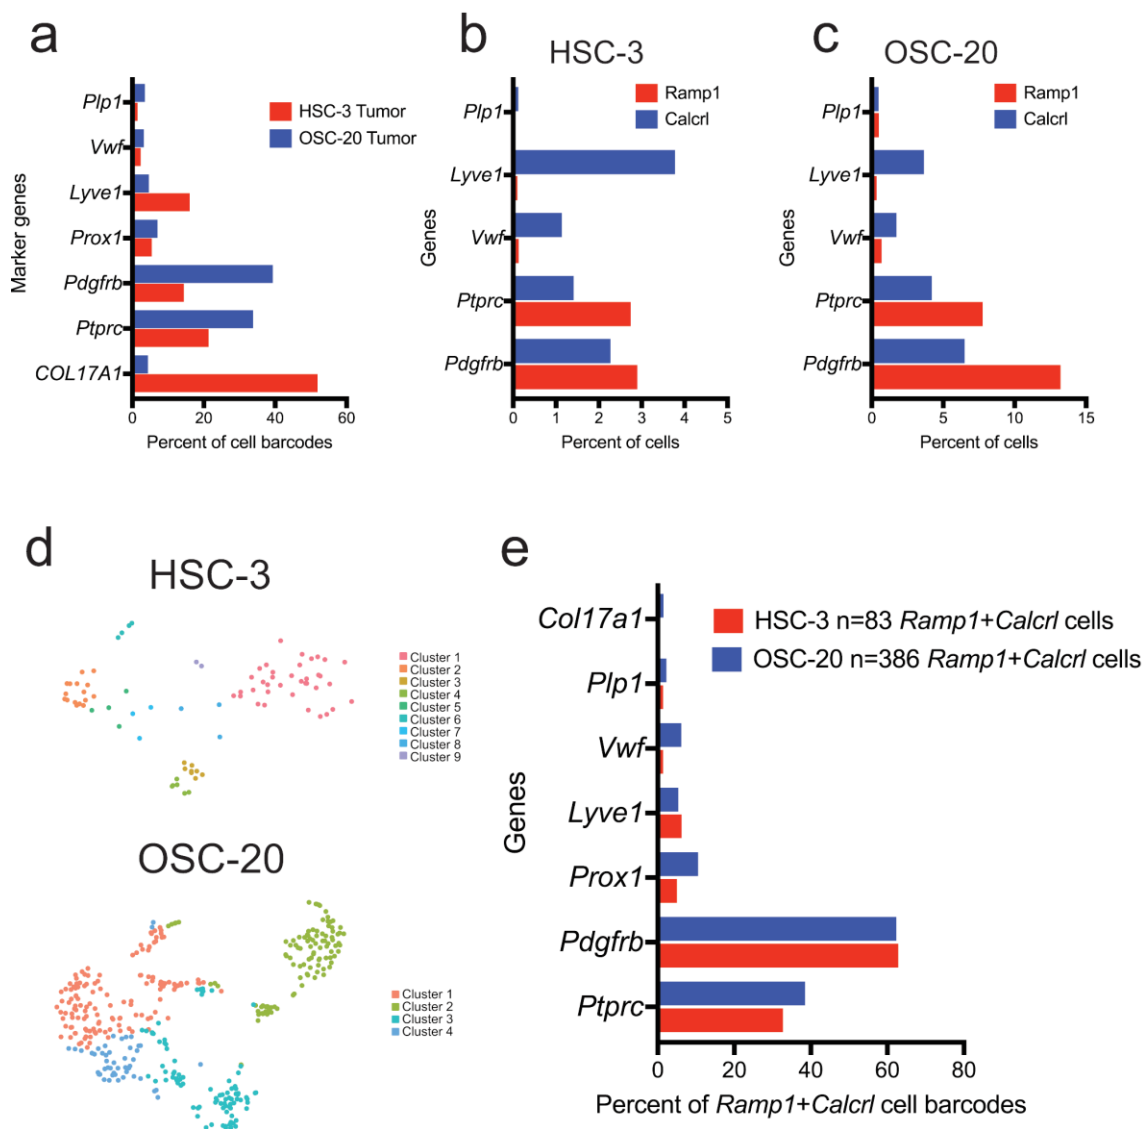 a
Marker genes
Plp1
Vwf
Lyve1
Prox1
Pdgfrb
Ptprc
COL17A1
HSC-3 Tumor
OSC-20 Tumor
0 20 40 60
Percent of cell barcodes
b
HSC-3
Ramp1
Calcrl
Genes
Plp1
Lyve1
Vwf
Ptprc
Pdgfrb
0 1 2 3 4 5
Percent of cells
c
OSC-20
Ramp1
Calcrl
Genes
Plp1
Lyve1
Vwf
Ptprc
Pdgfrb
0 5 10 15
Percent of cells
d
HSC-3
Cluster 1
Cluster 2
Cluster 3
Cluster 4
Cluster 5
Cluster 6
Cluster 7
Cluster 8
Cluster 9
OSC-20
Cluster 1
Cluster 2
Cluster 3
Cluster 4
e
HSC-3 n=83 Ramp1+Calcrl cells
OSC-20 n=386 Ramp1+Calcrl cells
Genes
Col17a1
Plp1
Vwf
Lyve1
Prox1
Pdgfrb
Ptprc
0 20 40 60 80
Percent of Ramp1+Calcrl cell barcodes